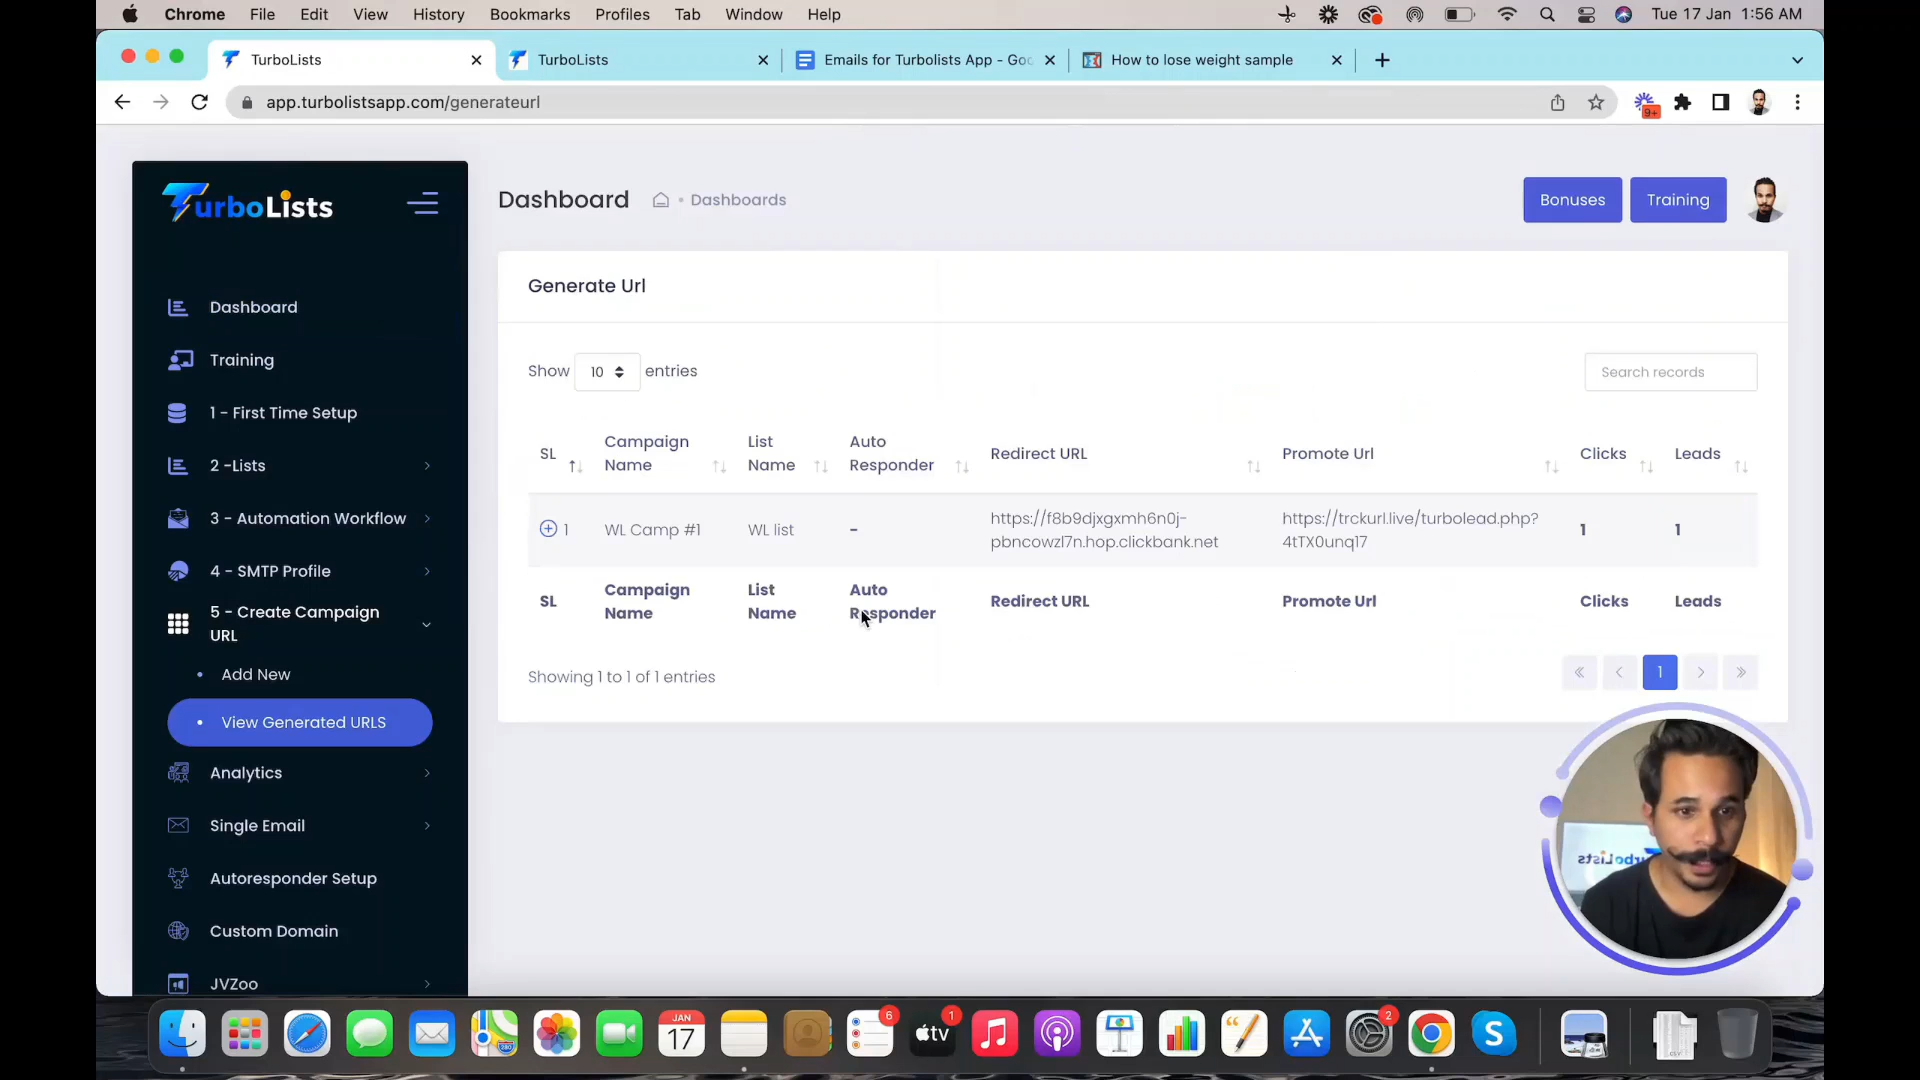 Chrome File Edit View History Bookmarks Profiles Tab Window Help Tue 17 Jan 1:56 AM
TurboLists TurboLists Emails for Turbolists App - Goo How to lose weight sample
app.turbolistsapp.com/generateurl
9+
TurboLists
Dashboard • Dashboards
Bonuses Training
Generate Url
Dashboard
Training
1 - First Time Setup
2 -Lists
3 - Automation Workflow
4 - SMTP Profile
5 - Create Campaign
URL
• Add New
• View Generated URLS
Analytics
Single Email
Autoresponder Setup
Custom Domain
JVZoo
Show 10 entries
Search records
SL
Campaign
Name
List
Name
Auto
Responder
Redirect URL
Promote Url
Clicks
Leads
1
WL Camp #1
WL list
-
https://f8b9djxgxmh6n0j-
pbncowzl7n.hop.clickbank.net
https://trckurl.live/turbolead.php?
4tTX0unq17
1
1
SL
Campaign
Name
List
Name
Auto
Responder
Redirect URL
Promote Url
Clicks
Leads
Showing 1 to 1 of 1 entries
« ‹ 1 › »
TurboLists
JAN
17
6
tv
1
2